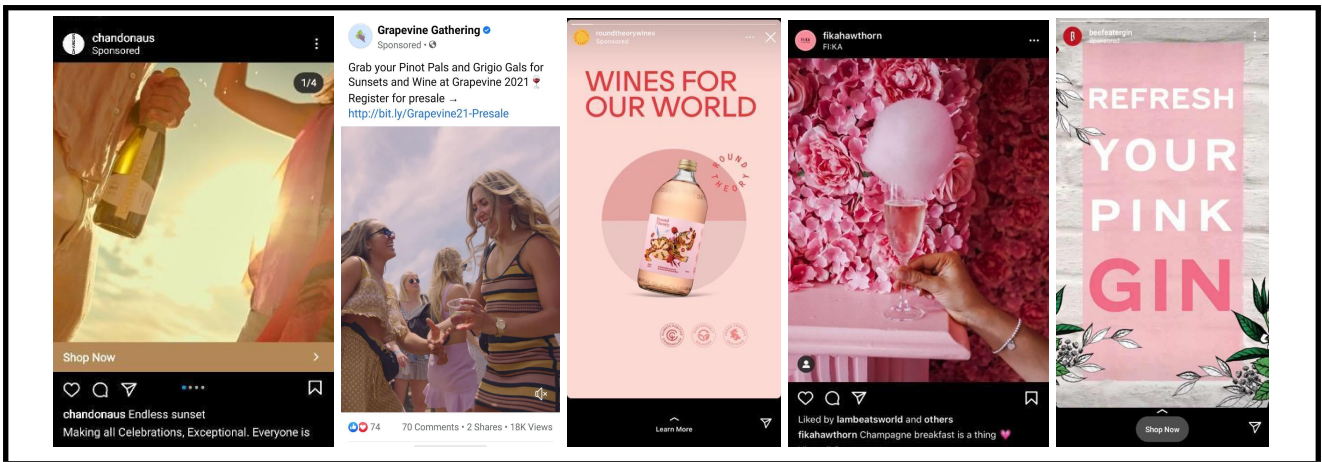 chandonaus
Sponsored
1/4
Shop Now
chandonaus Endless sunset
Making all Celebrations, Exceptional. Everyone is
Grapevine Gathering
Sponsored •
Grab your Pinot Pals and Grigio Gals for
Sunsets and Wine at Grapevine 2021 🍷
Register for presale →
http://bit.ly/Grapevine21-Presale
74
70 Comments • 2 Shares • 18K Views
roundtheorywines
Sponsored
WINES FOR
OUR WORLD
ROUND
THEORY
Learn More
fikahawthorn
FI:KA
Liked by lambeatsworld and others
fikahawthorn Champagne breakfast is a thing 💗
beefeatergin
Sponsored
REFRESH
YOUR
PINK
GIN
Shop Now